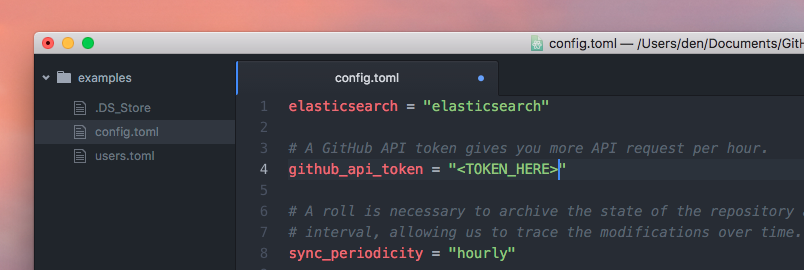 config.toml — /Users/den/Documents/GitH
examples
.DS_Store
config.toml
users.toml
config.toml
1 elasticsearch = "elasticsearch"
2
3 # A GitHub API token gives you more API request per hour.
4 github_api_token = "<TOKEN_HERE>"
5
6 # A roll is necessary to archive the state of the repository
7 # interval, allowing us to trace the modifications over time.
8 sync_periodicity = "hourly"